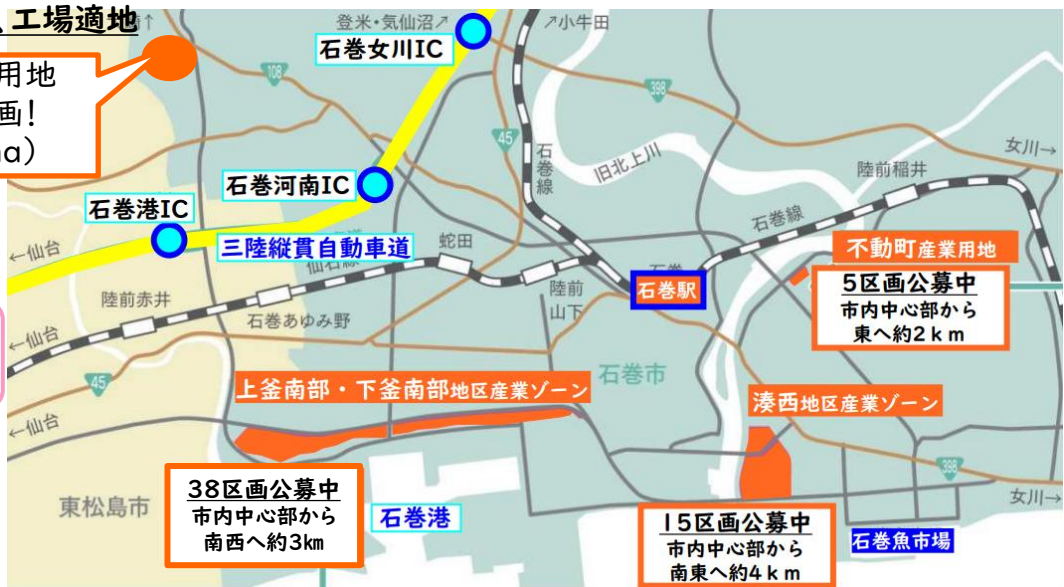 工場適地
用地
画!
ha)
登米・気仙沼↗
↗小牛田
石巻女川IC
108
398
45
女川→
石巻線
旧北上川
陸前稲井
石巻河南IC
石巻港IC
三陸縦貫自動車道
←仙台
仙石線
蛇田
石巻線
不動町産業用地
5区画公募中
市内中心部から
東へ約2km
陸前赤井
石巻あゆみ野
陸前
山下
石巻駅
←仙台
45
石巻市
上釜南部・下釜南部地区産業ゾーン
湊西地区産業ゾーン
←仙台
38区画公募中
市内中心部から
南西へ約3km
東松島市
石巻港
15区画公募中
市内中心部から
南東へ約4km
398
女川→
石巻魚市場